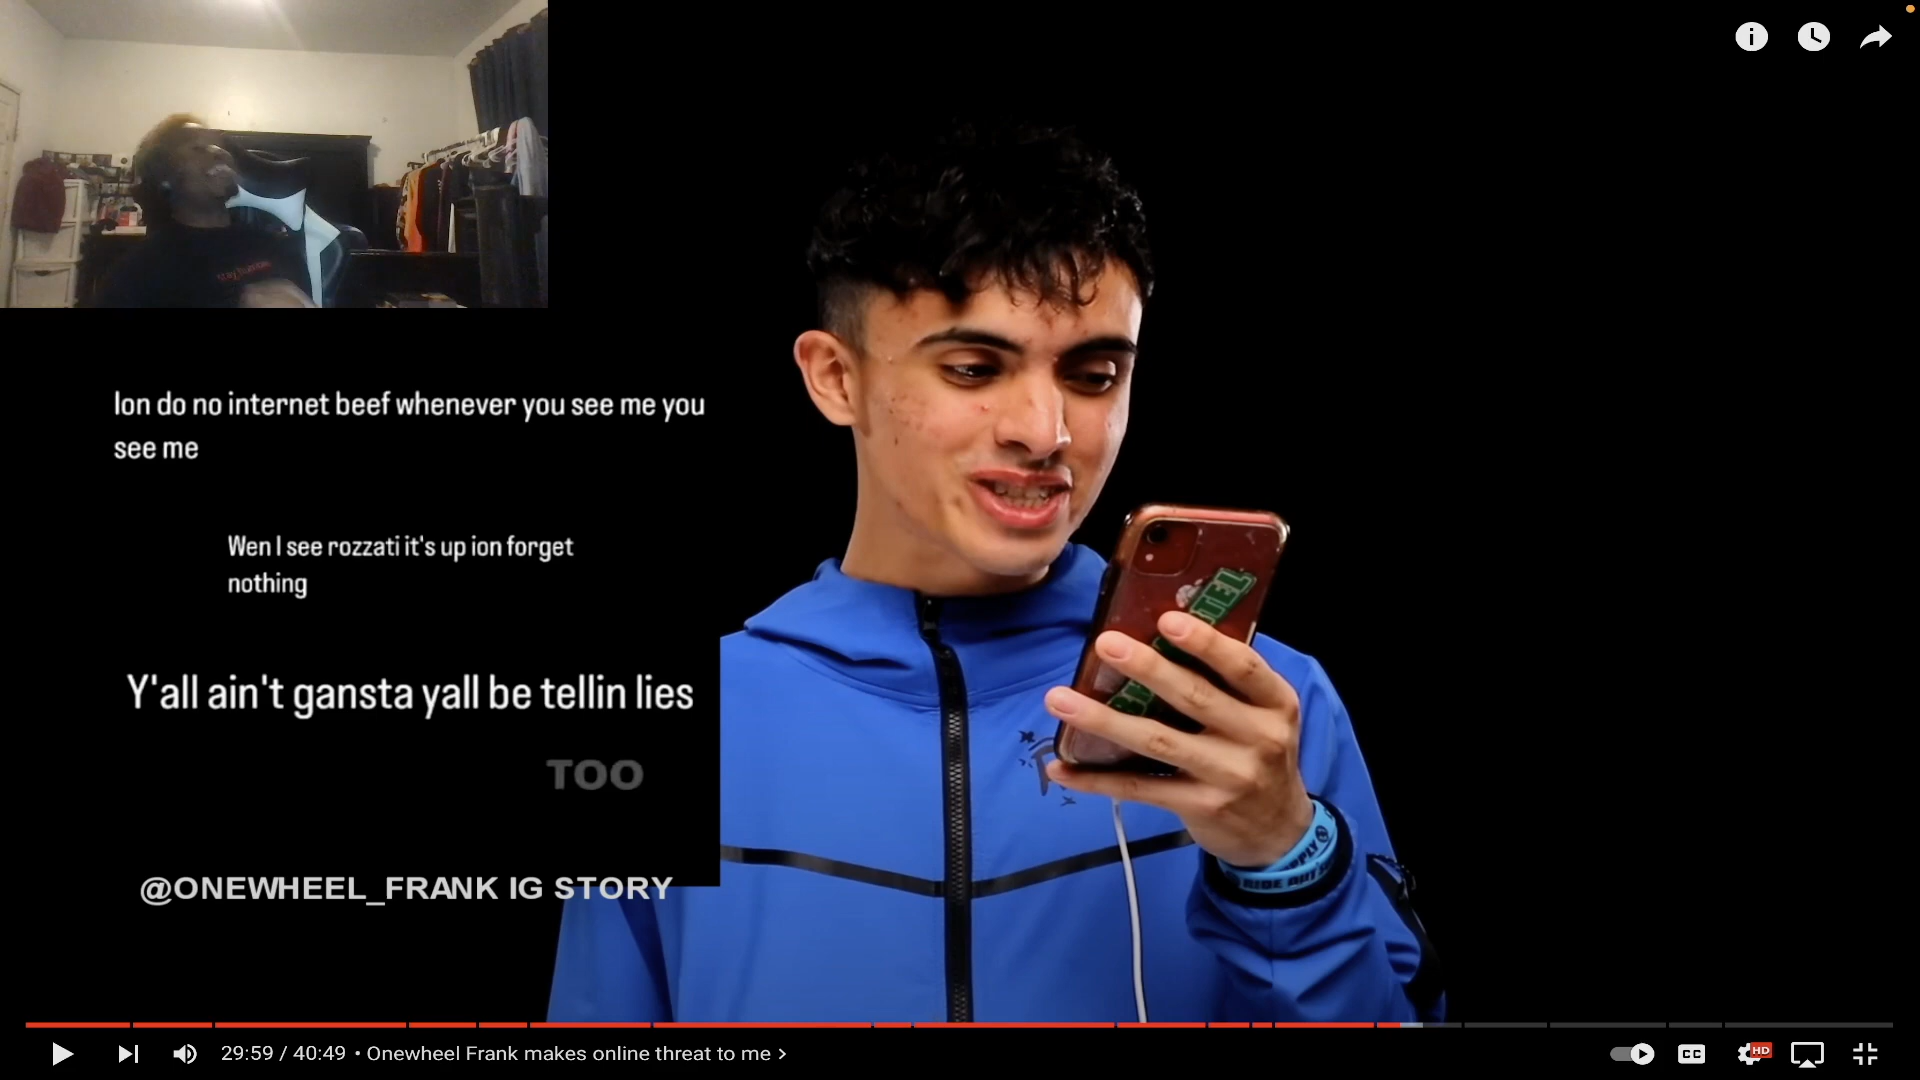 Ion do no internet beef whenever you see me you
see me
Wen I see rozzati it's up ion forget
nothing
Y'all ain't gansta yall be tellin lies
TOO
@ONEWHEEL_FRANK IG STORY
29:59 / 40:49 • Onewheel Frank makes online threat to me >
CC
HD